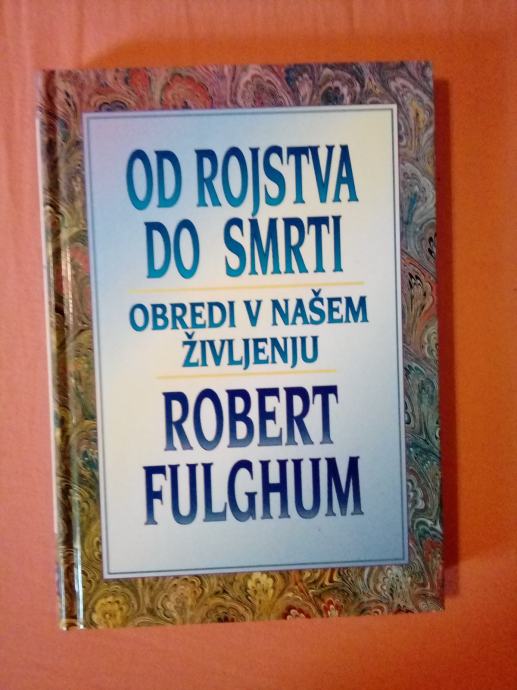 OD ROJSTVA
DO SMRTI
OBREDI V NAŠEM
ŽIVLJENJU
ROBERT
FULGHUM